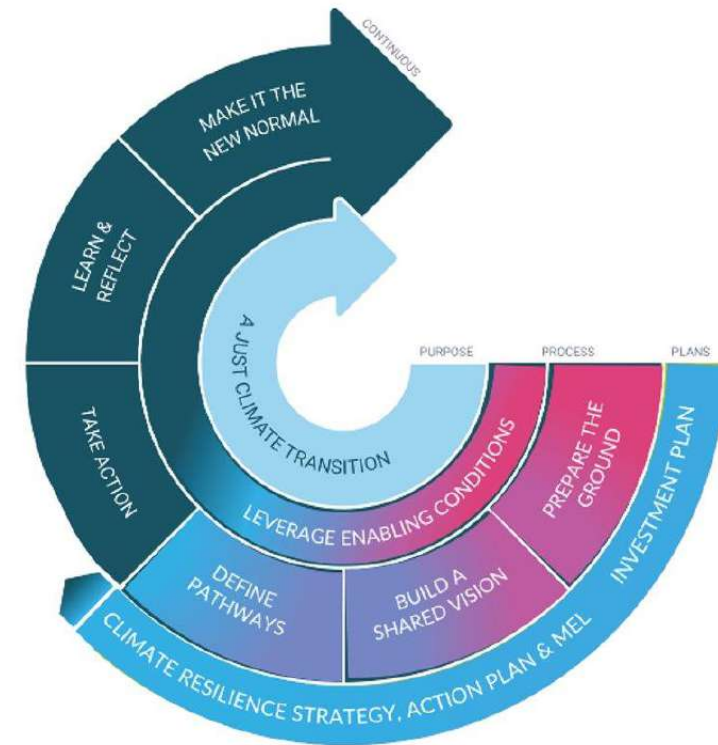 CONTINUOUS
MAKE IT THE
NEW NORMAL
LEARN &
REFLECT
TAKE ACTION
A JUST CLIMATE TRANSITION
PURPOSE
PROCESS
PLANS
LEVERAGE ENABLING CONDITIONS
PREPARE THE
GROUND
BUILD A
SHARED VISION
DEFINE
PATHWAYS
CLIMATE RESILIENCE STRATEGY, ACTION PLAN & MEL
INVESTMENT PLAN